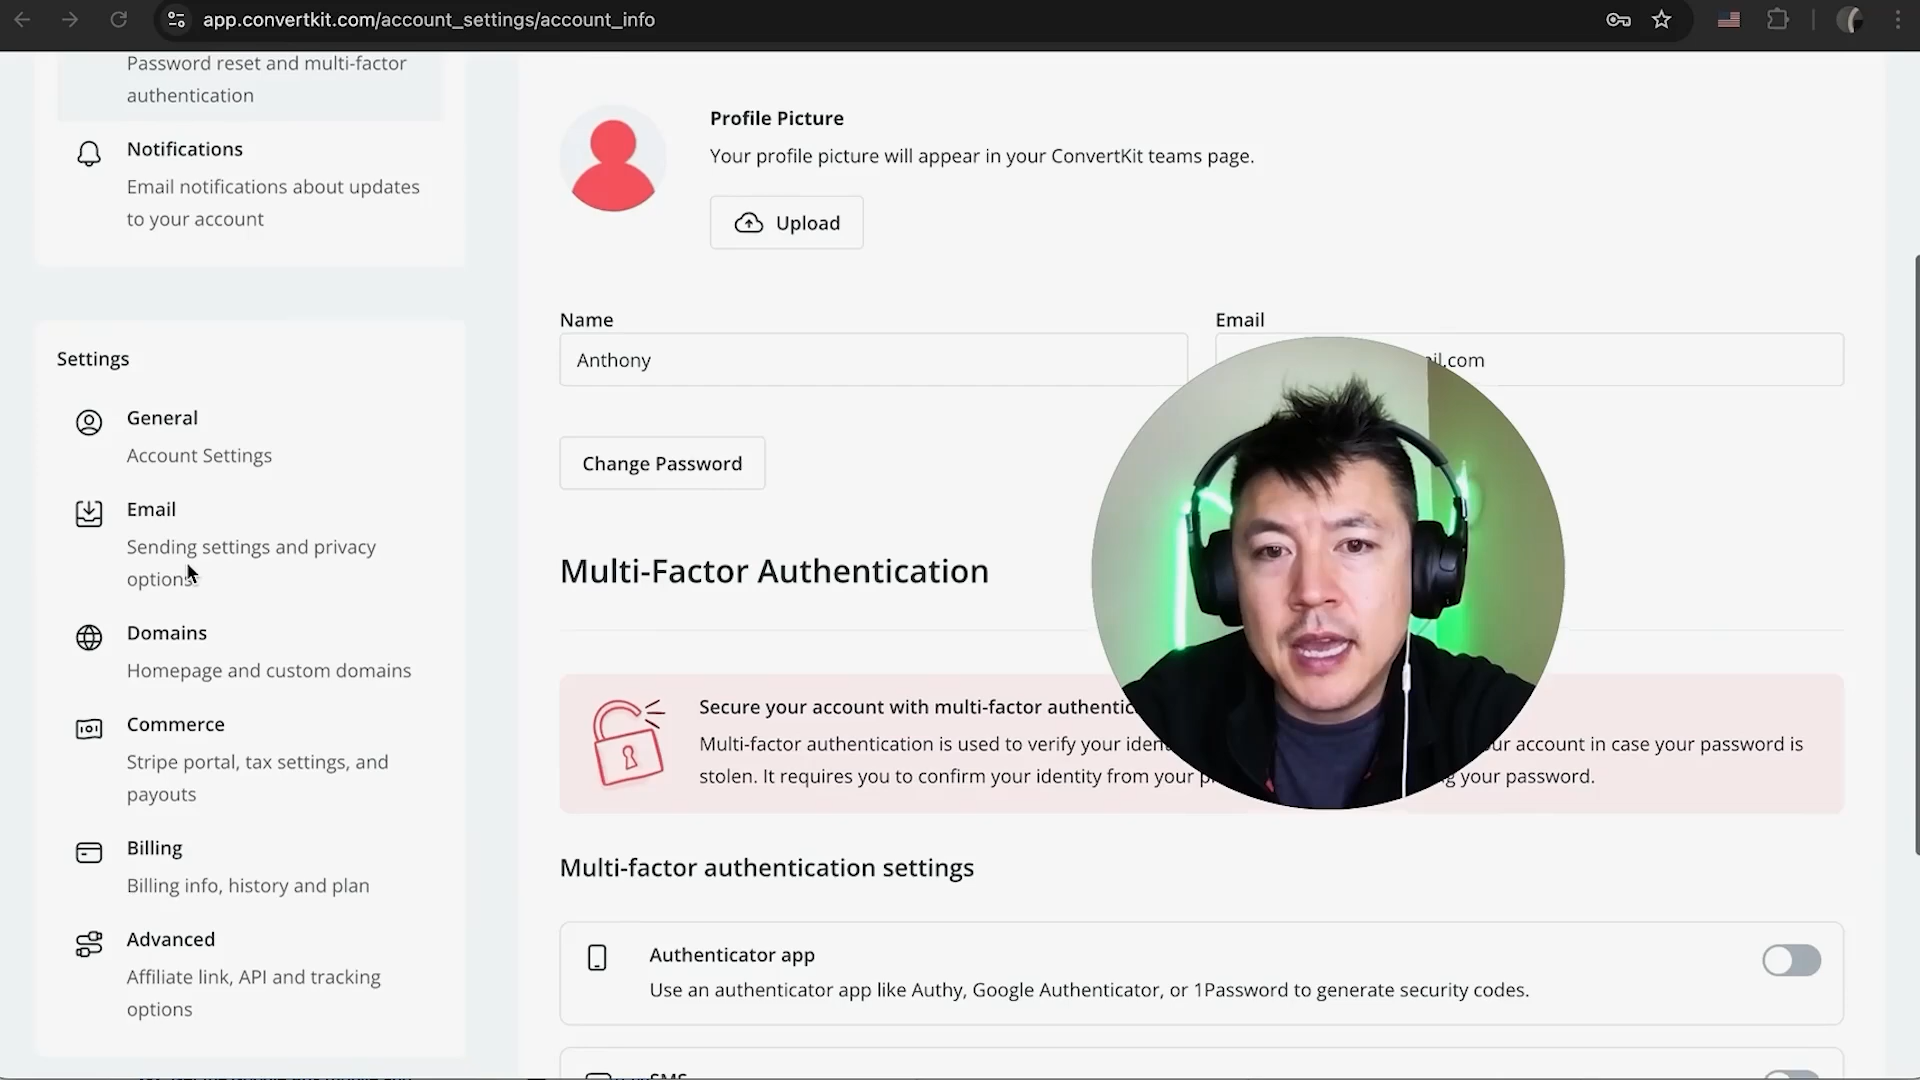 app.convertkit.com/account_settings/account_info
Password reset and multi-factor
authentication
Notifications
Email notifications about updates
to your account
Settings
General
Account Settings
Email
Sending settings and privacy
options
Domains
Homepage and custom domains
Commerce
Stripe portal, tax settings, and
payouts
Billing
Billing info, history and plan
Advanced
Affiliate link, API and tracking
options
Profile Picture
Your profile picture will appear in your ConvertKit teams page.
Upload
Name
Email
Anthony
il.com
Change Password
Multi-Factor Authentication
Secure your account with multi-factor
Multi-factor authentication is used to verify your account in case your password is
stolen. It requires you to confirm your identity from your your password.
Multi-factor authentication settings
Authenticator app
Use an authenticator app like Authy, Google Authenticator, or 1Password to generate security codes.
SMS